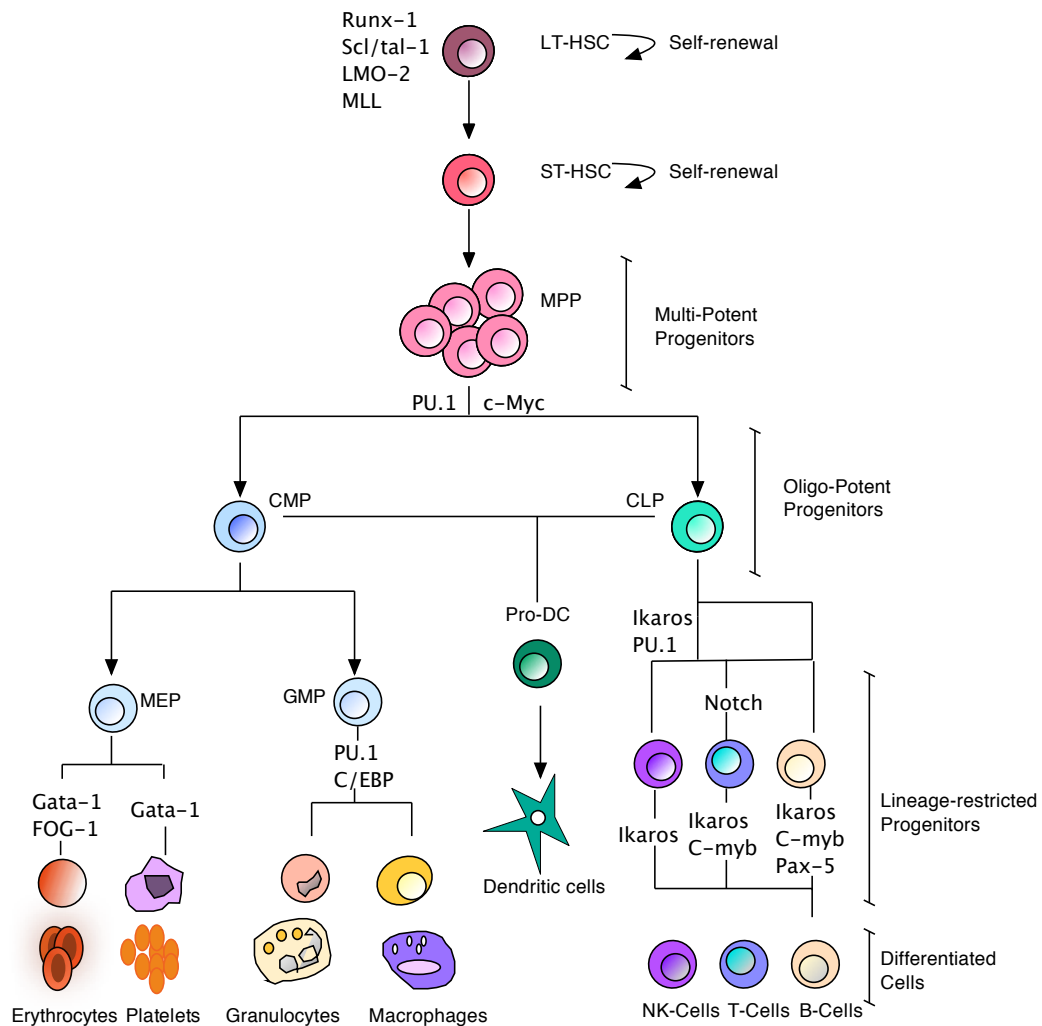 Runx-1
Scl/tal-1
LMO-2
MLL
LT-HSC
Self-renewal
ST-HSC
Self-renewal
MPP
Multi-Potent
Progenitors
PU.1
c-Myc
CMP
CLP
Oligo-Potent
Progenitors
Pro-DC
Ikaros
PU.1
MEP
GMP
Notch
PU.1
C/EBP
Gata-1
FOG-1
Gata-1
Ikaros
Ikaros
C-myb
Ikaros
C-myb
Pax-5
Lineage-restricted
Progenitors
Dendritic cells
Differentiated
Cells
Erythrocytes
Platelets
Granulocytes
Macrophages
NK-Cells
T-Cells
B-Cells